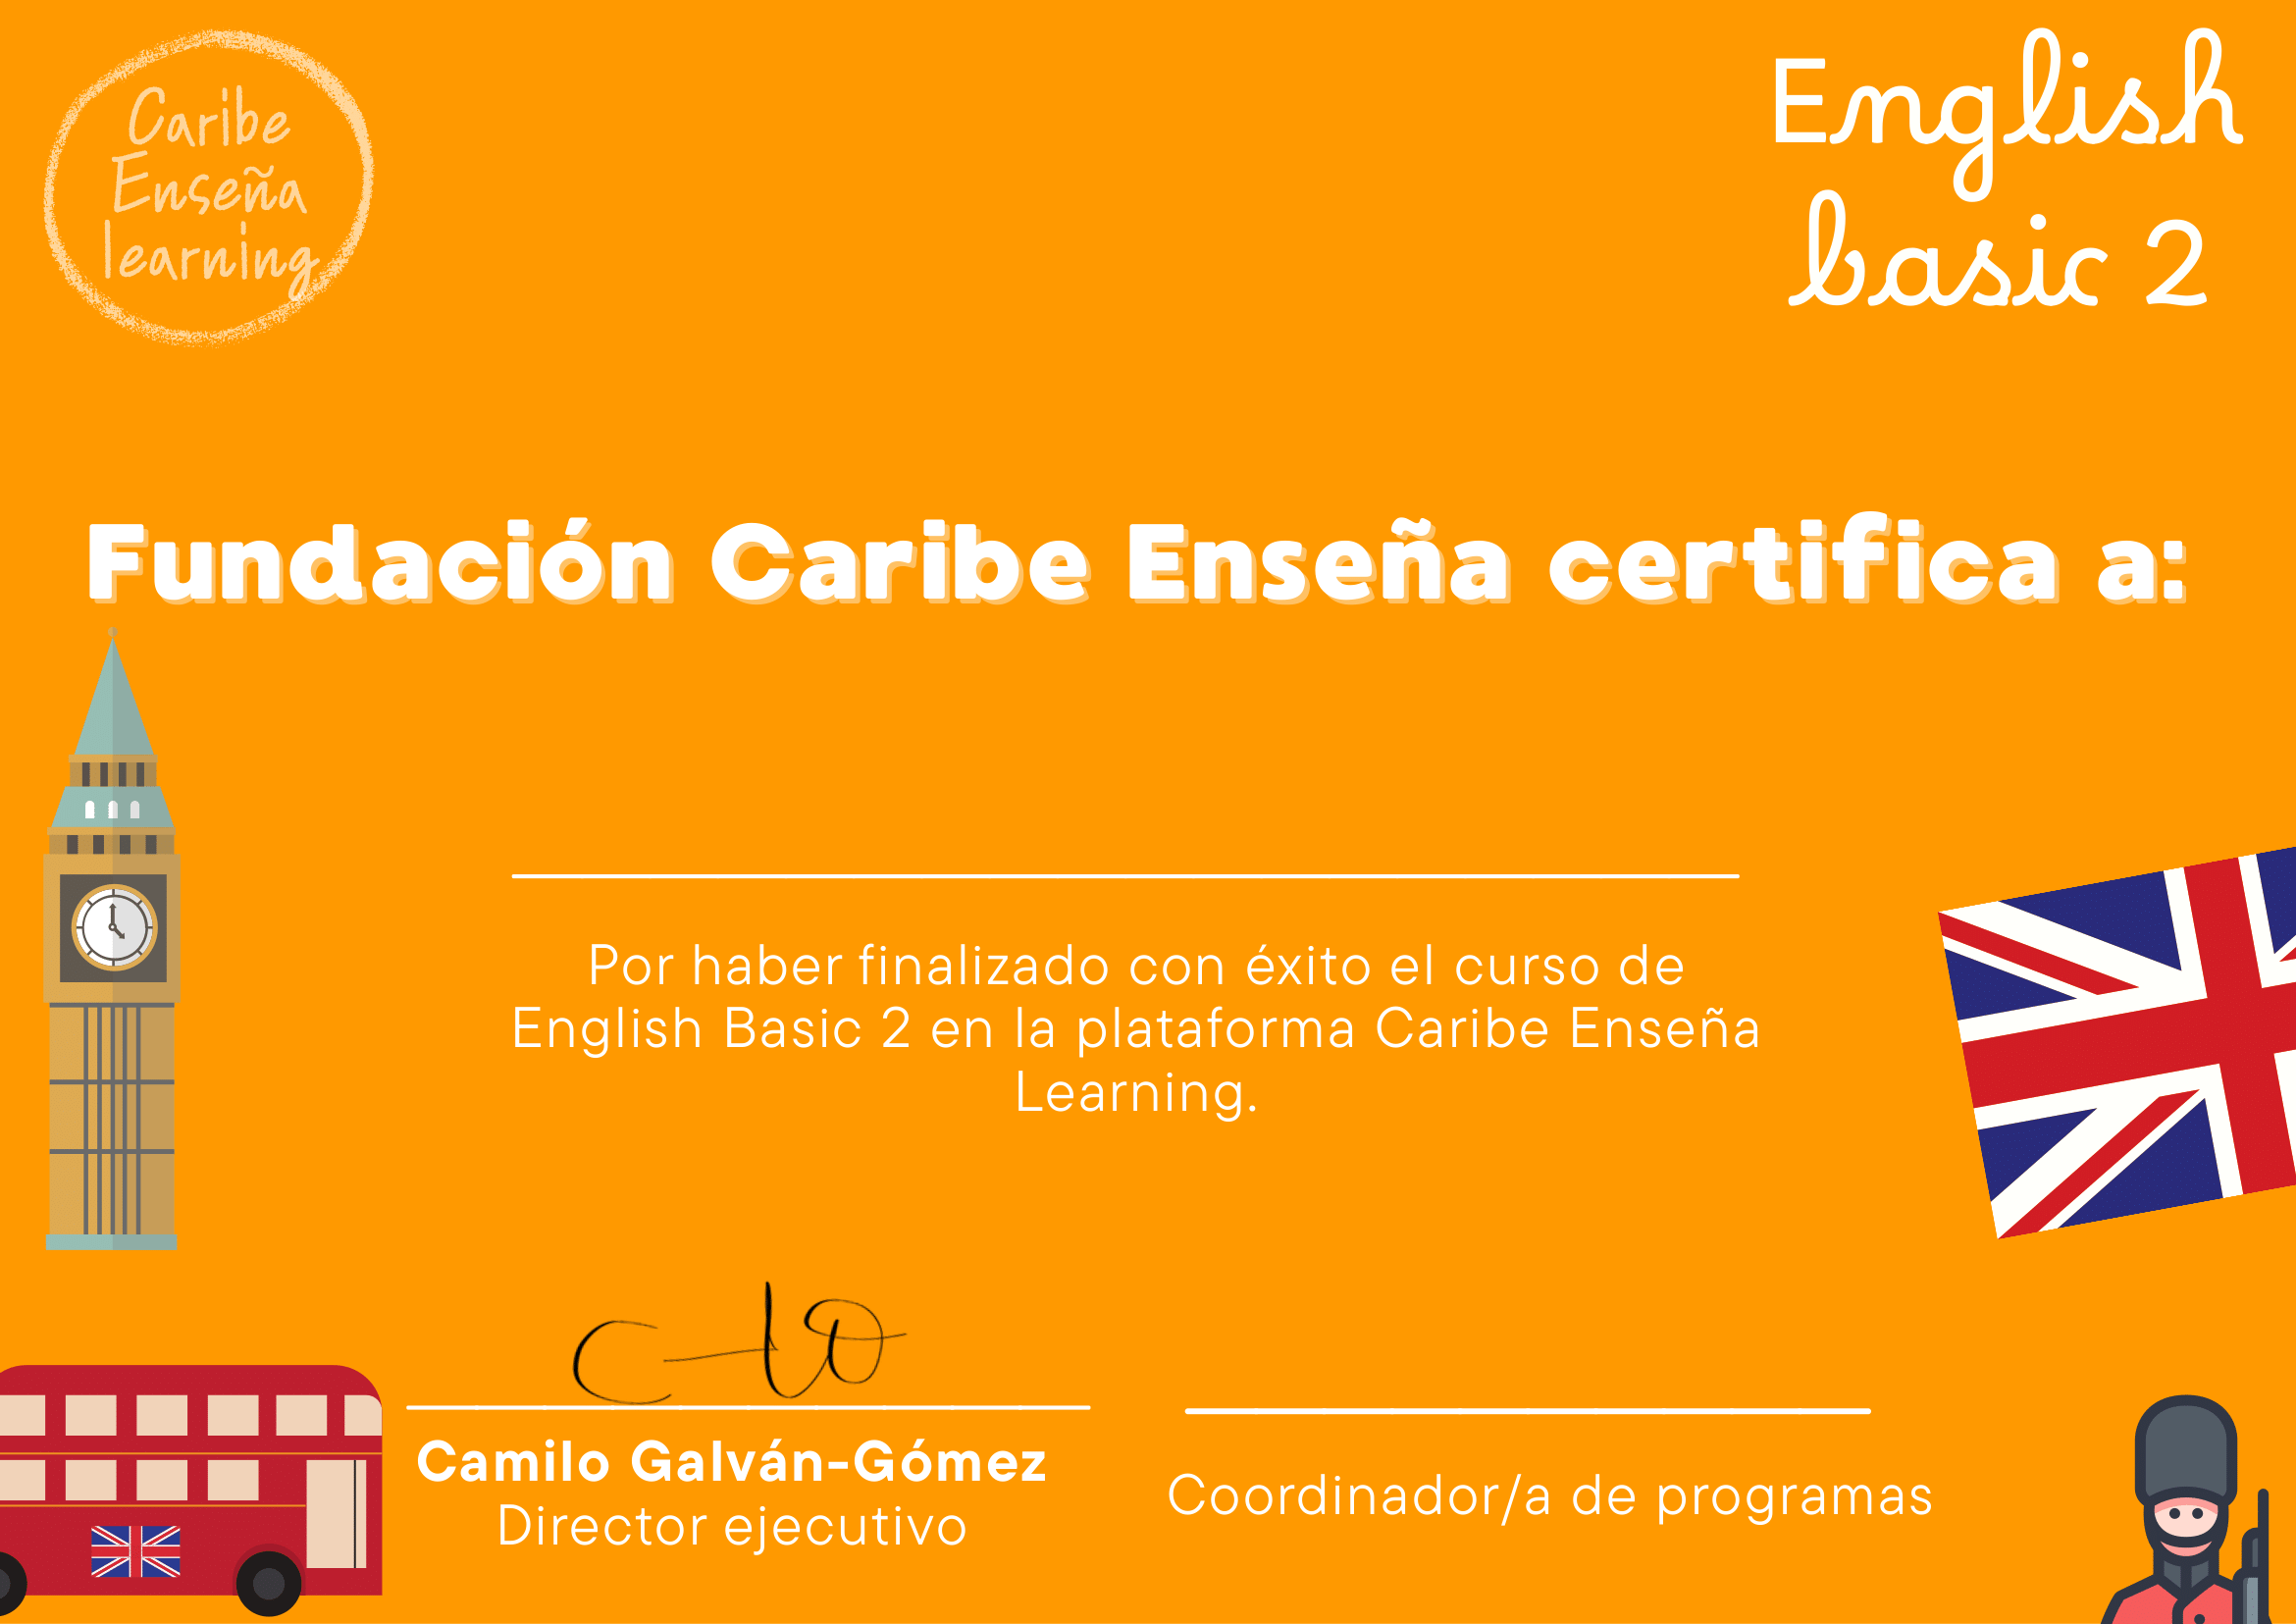 Caribe
Enseña
learning
English
basic 2
Fundación Caribe Enseña certifica a:
Por haber finalizado con éxito el curso de
English Basic 2 en la plataforma Caribe Enseña
Learning.
Camilo Galván-Gómez
Director ejecutivo
Coordinador/a de programas